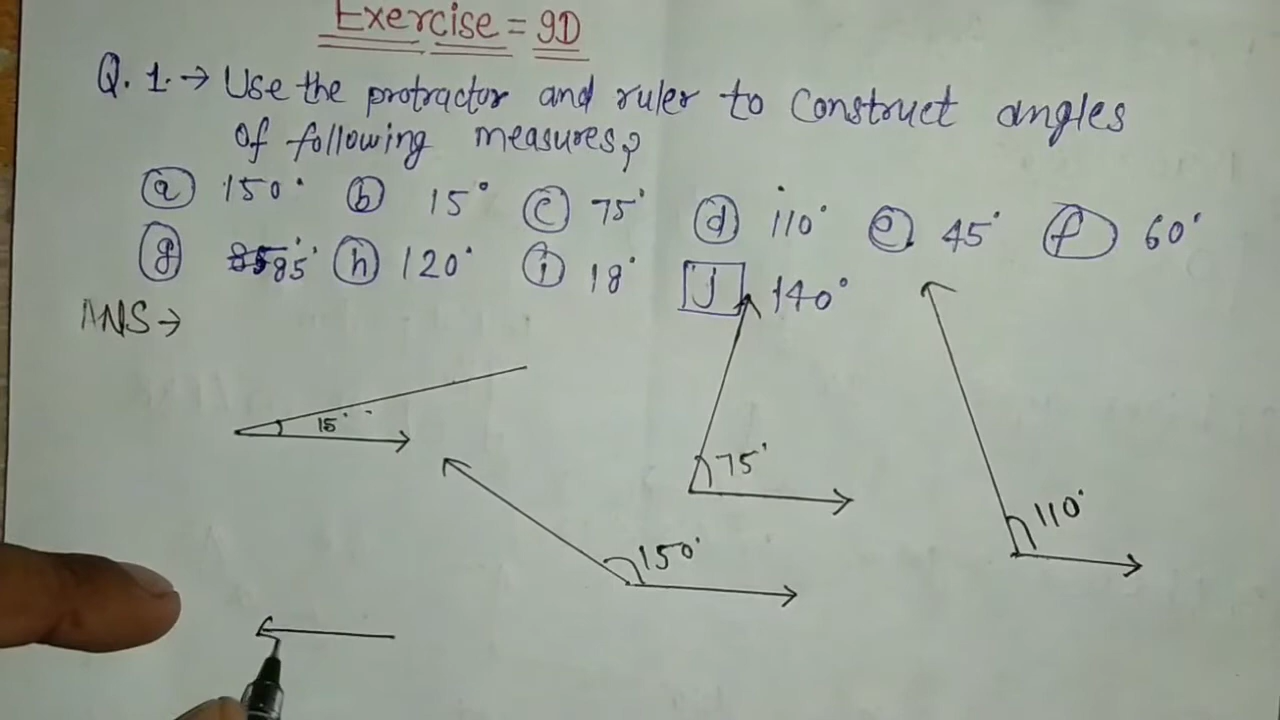 Exercise = 9D
Q. 1. → Use the protractor and ruler to construct angles
of following measures?
(a) 150° (b) 15° (c) 75° (d) 110° (e) 45° (f) 60°
(g) 85° (h) 120° (i) 18° [J] 140°
ANS →
15°
75°
110°
150°